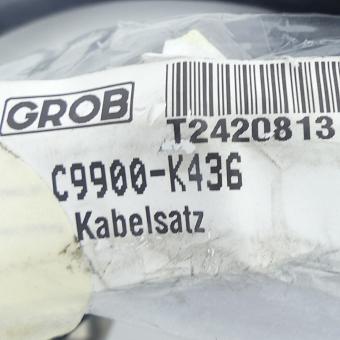 GROB
T2420813
C9900-K436
Kabelsatz